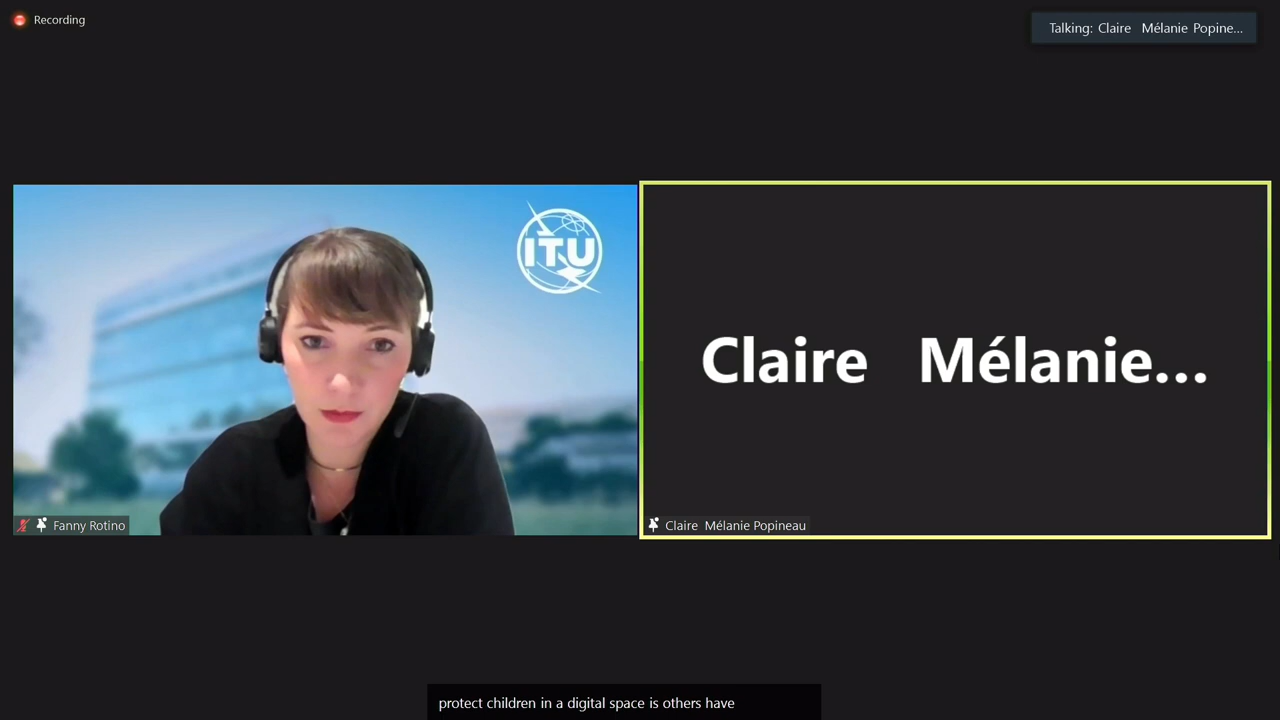 Recording
Talking: Claire Mélanie Popine...
ITU
Claire Mélanie...
Fanny Rotino
Claire Mélanie Popineau
protect children in a digital space is others have